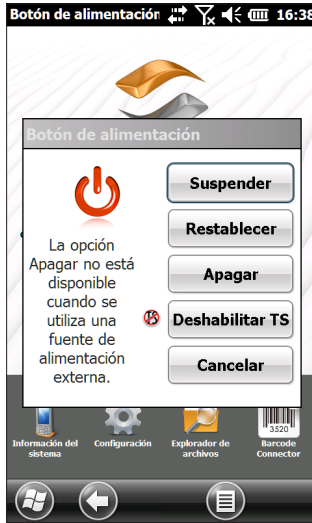 Botón de alimentación 16:38
Botón de alimentación
La opción
Apagar no está
disponible
cuando se
utiliza una
fuente de
alimentación
externa.
Suspender
Restablecer
Apagar
TS
Deshabilitar TS
Cancelar
3520
Información del
sistema
Configuración
Explorador de
archivos
Barcode
Connector